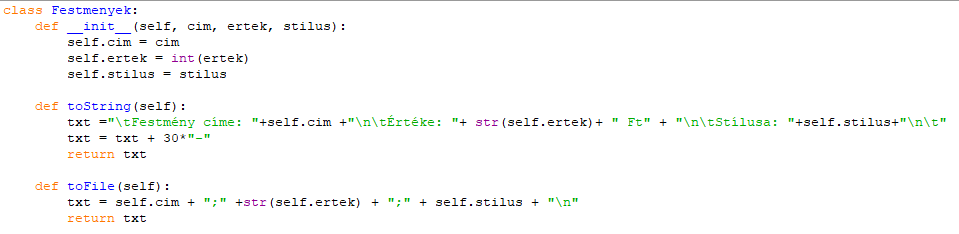 class Festmenyek:
    def __init__(self, cim, ertek, stilus):
        self.cim = cim
        self.ertek = int(ertek)
        self.stilus = stilus
    def toString(self):
        txt ="\tFestmény címe: "+self.cim +"\n\tÉrtéke: "+ str(self.ertek)+ " Ft" + "\n\tStílusa: "+self.stilus+"\n\t"
        txt = txt + 30*"-"
        return txt
    def toFile(self):
        txt = self.cim + ";" +str(self.ertek) + ";" + self.stilus + "\n"
        return txt